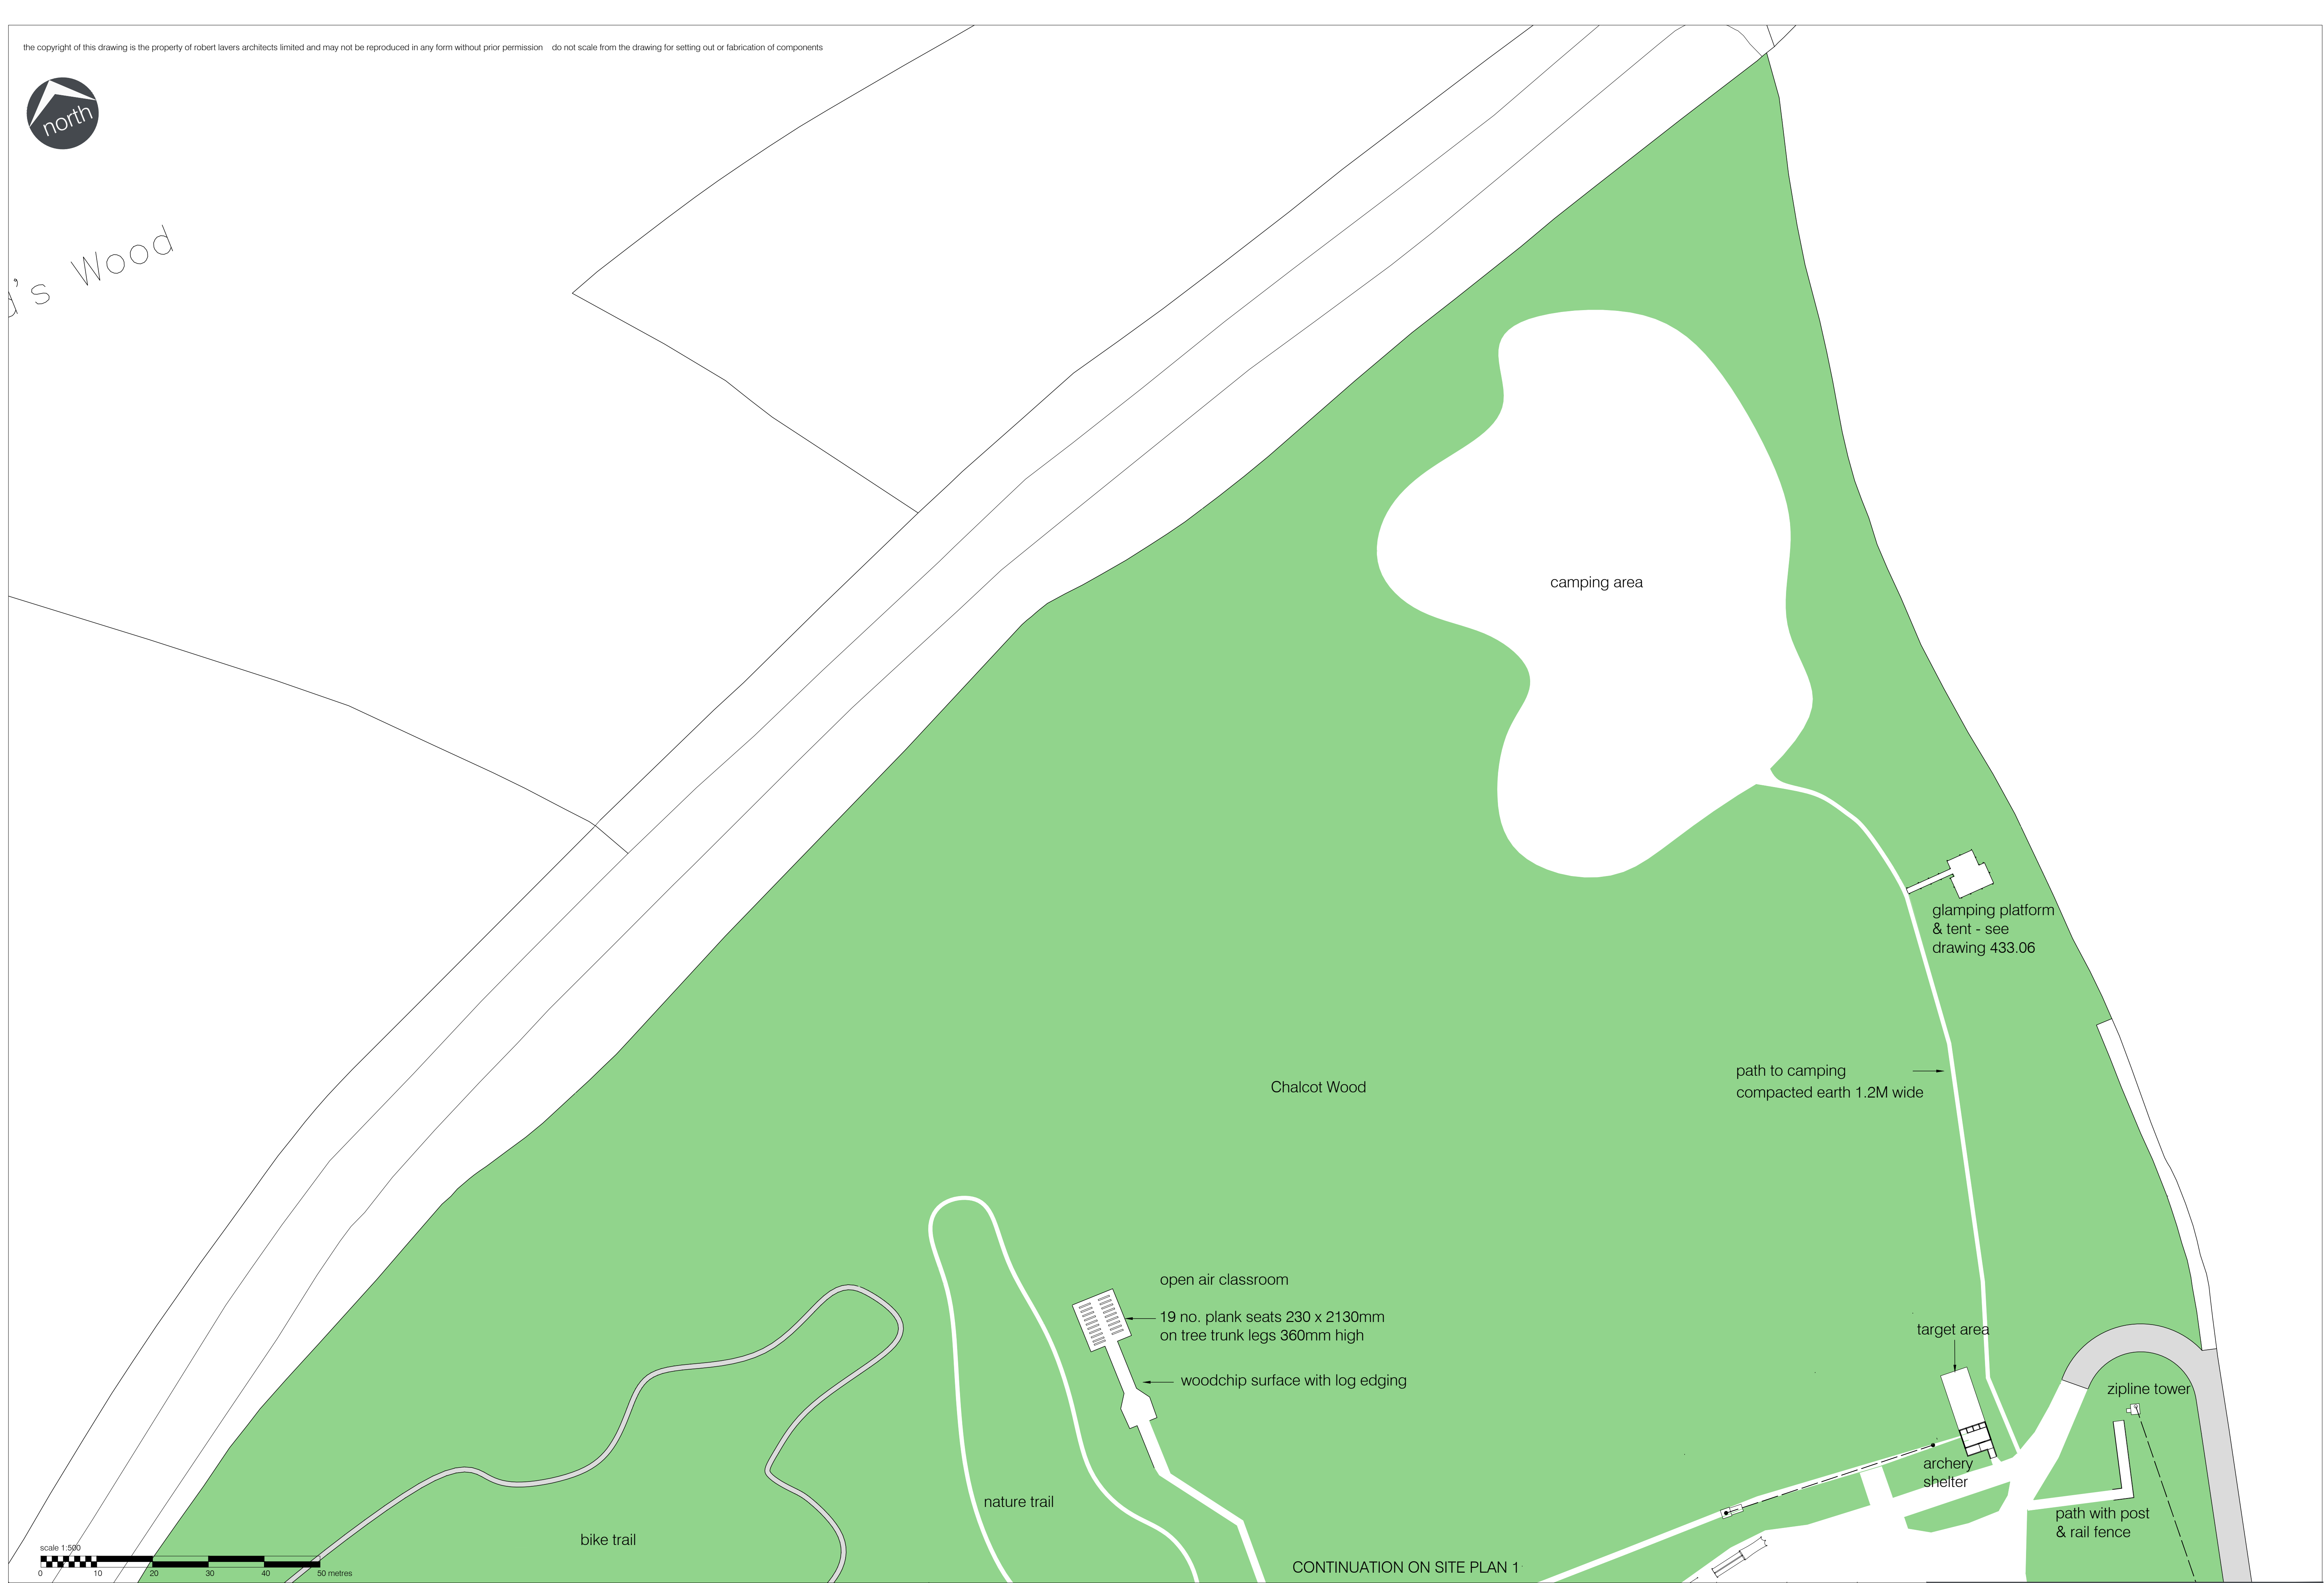 the copyright of this drawing is the property of robert lavers architects limited and may not be reproduced in any form without prior permission do not scale from the drawing for setting out or fabrication of components
north
's Wood
camping area
glamping platform
& tent - see
drawing 433.06
path to camping
compacted earth 1.2M wide
Chalcot Wood
open air classroom
19 no. plank seats 230 x 2130mm
on tree trunk legs 360mm high
woodchip surface with log edging
target area
zipline tower
archery
shelter
nature trail
path with post
& rail fence
bike trail
CONTINUATION ON SITE PLAN 1
scale 1:500
0 10 20 30 40 50 metres